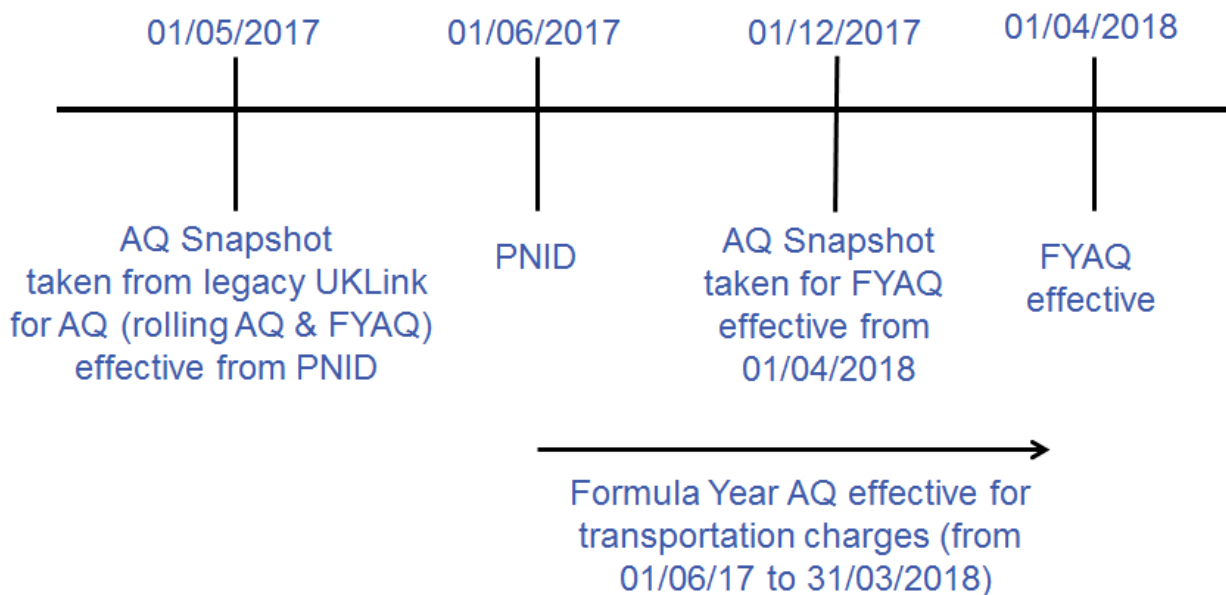 01/05/2017
01/06/2017
01/12/2017
01/04/2018
AQ Snapshot
taken from legacy UKLink
for AQ (rolling AQ & FYAQ)
effective from PNID
PNID
AQ Snapshot
taken for FYAQ
effective from
01/04/2018
FYAQ
effective
Formula Year AQ effective for
transportation charges (from
01/06/17 to 31/03/2018)